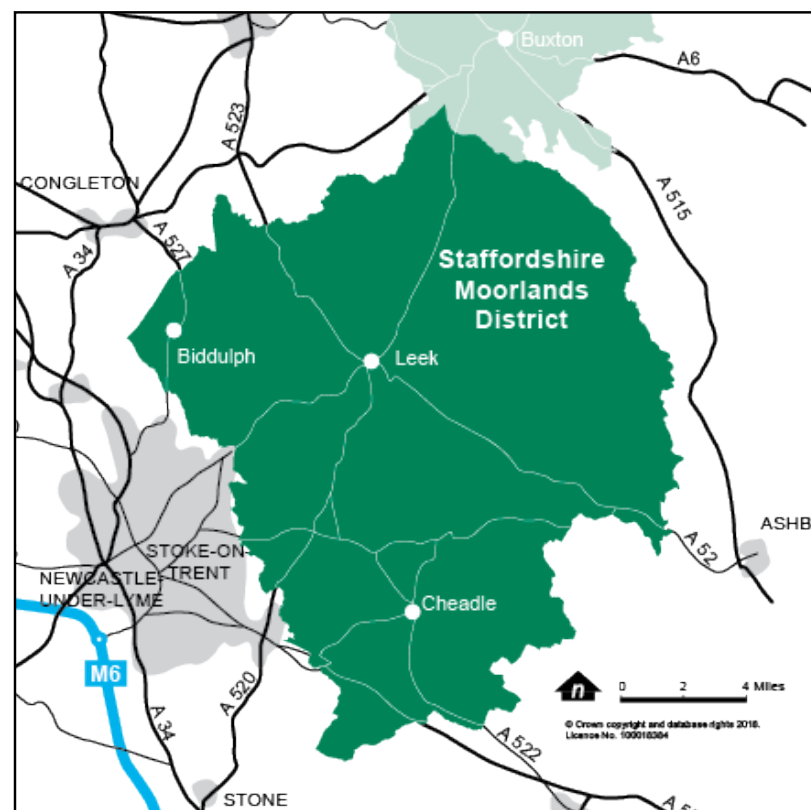 Buxton
A6
A 523
CONGLETON
A 515
A 527
A 34
Staffordshire
Moorlands
District
Biddulph
Leek
ASHB
A 52
STOKE-ON-
TRENT
NEWCASTLE-
UNDER-LYME
Cheadle
M6
n
0 2 4 Miles
A 520
A 34
© Crown copyright and database rights 2018.
Licence No. 100018384
A 522
STONE